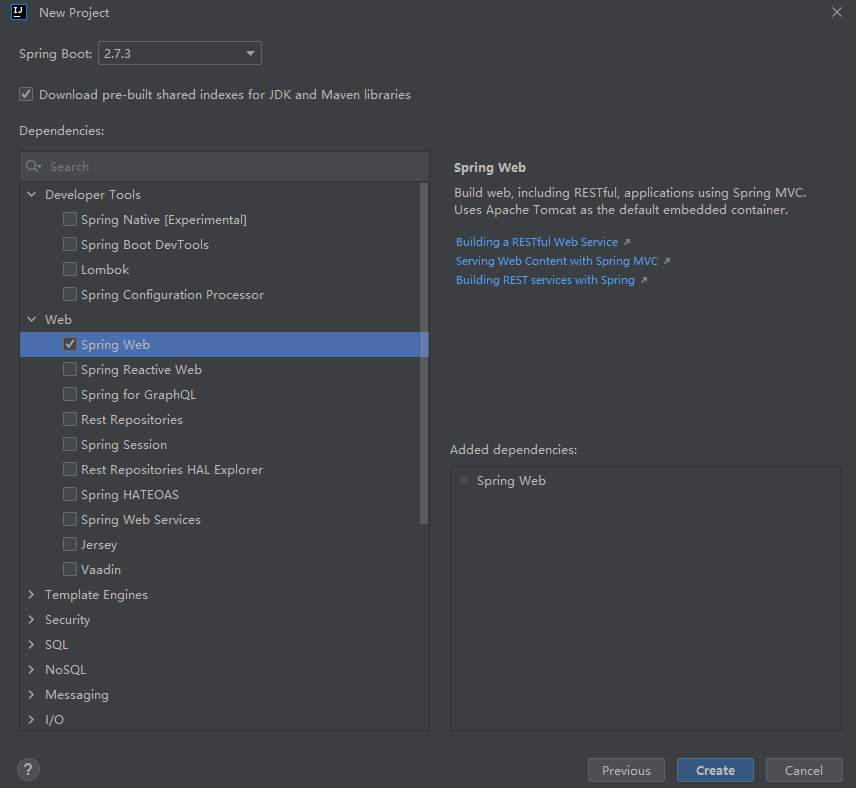 IJ
New Project
Spring Boot: 2.7.3
Download pre-built shared indexes for JDK and Maven libraries
Dependencies:
Search
Developer Tools
Spring Native [Experimental]
Spring Boot DevTools
Lombok
Spring Configuration Processor
Web
Spring Web
Spring Reactive Web
Spring for GraphQL
Rest Repositories
Spring Session
Rest Repositories HAL Explorer
Spring HATEOAS
Spring Web Services
Jersey
Vaadin
Template Engines
Security
SQL
NoSQL
Messaging
I/O
Spring Web
Build web, including RESTful, applications using Spring MVC.
Uses Apache Tomcat as the default embedded container.
Building a RESTful Web Service
Serving Web Content with Spring MVC
Building REST services with Spring
Added dependencies:
Spring Web
?
Previous
Create
Cancel